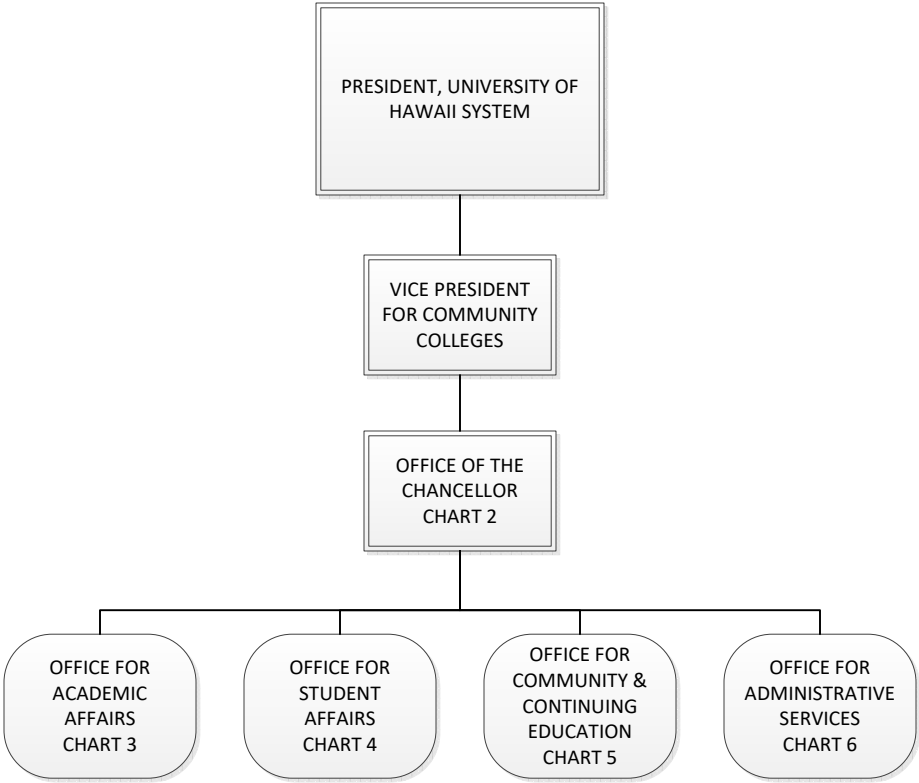 PRESIDENT, UNIVERSITY OF
HAWAII SYSTEM
VICE PRESIDENT
FOR COMMUNITY
COLLEGES
OFFICE OF THE
CHANCELLOR
CHART 2
OFFICE FOR
ACADEMIC
AFFAIRS
CHART 3
OFFICE FOR
STUDENT
AFFAIRS
CHART 4
OFFICE FOR
COMMUNITY &
CONTINUING
EDUCATION
CHART 5
OFFICE FOR
ADMINISTRATIVE
SERVICES
CHART 6